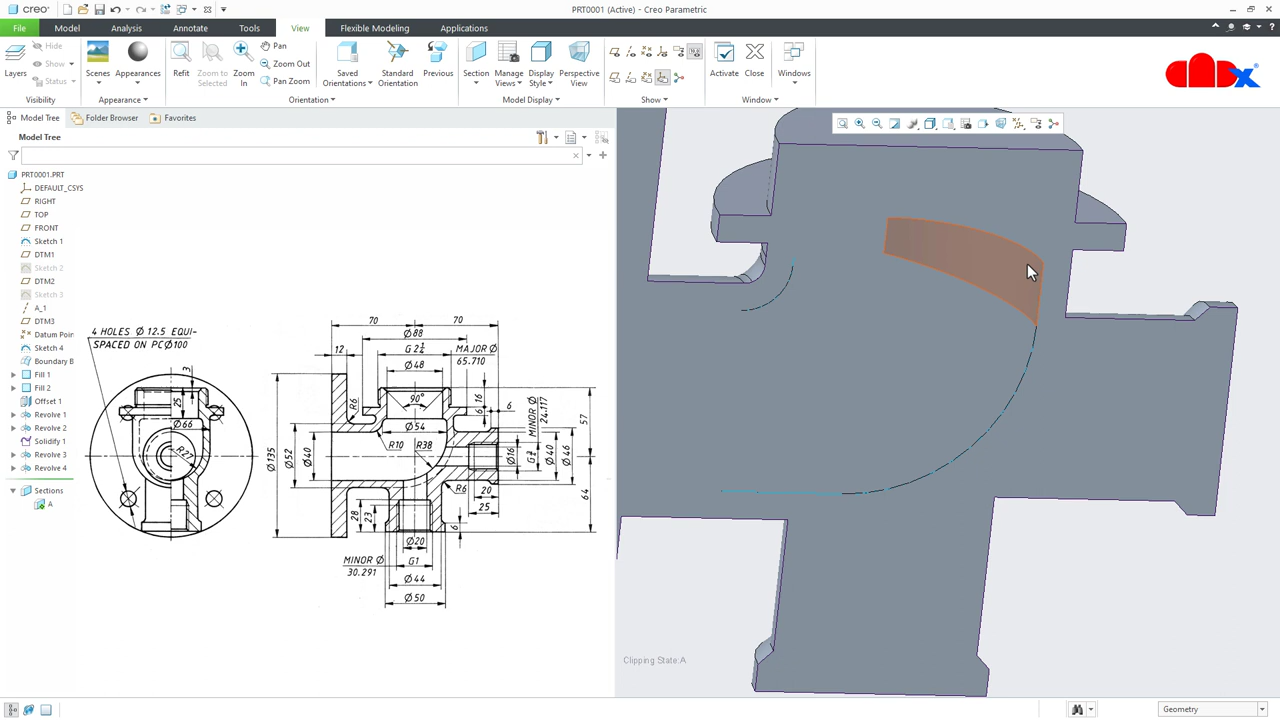 creo
PRT0001 (Active) - Creo Parametric
File Model Analysis Annotate Tools View Flexible Modeling Applications
Layers
Hide
Show
Status
Visibility
Scenes
Appearances
Appearance
Refit
Zoom to Selected
Zoom In
Pan
Zoom Out
Pan Zoom
Saved Orientations
Standard Orientation
Previous
Orientation
Section
Manage Views
Display Style
Perspective View
Model Display
Show
Activate
Close
Window
Windows
CADx
Model Tree Folder Browser Favorites
Model Tree
PRT0001.PRT
DEFAULT_CSYS
RIGHT
TOP
FRONT
Sketch 1
DTM1
Sketch 2
DTM2
Sketch 3
A_1
DTM3
Datum Poin
Sketch 4
Boundary B
Fill 1
Fill 2
Offset 1
Revolve 1
Revolve 2
Solidify 1
Revolve 3
Revolve 4
Sections
A
4 HOLES Ø 12.5 EQUI-
SPACED ON PCØ100
3
25
Ø66
R27
70 70
Ø88
12
G 2¼
MAJOR Ø
65.710
Ø48
R6
90°
16
6
6
MINOR Ø
24.117
57
Ø54
R10 R38
Ø135
Ø52
Ø40
Ø16
G¾
Ø40
Ø46
R6
20
25
64
28
23
6
Ø20
MINOR Ø
30.291
G1
Ø44
Ø50
Clipping State:A
Geometry